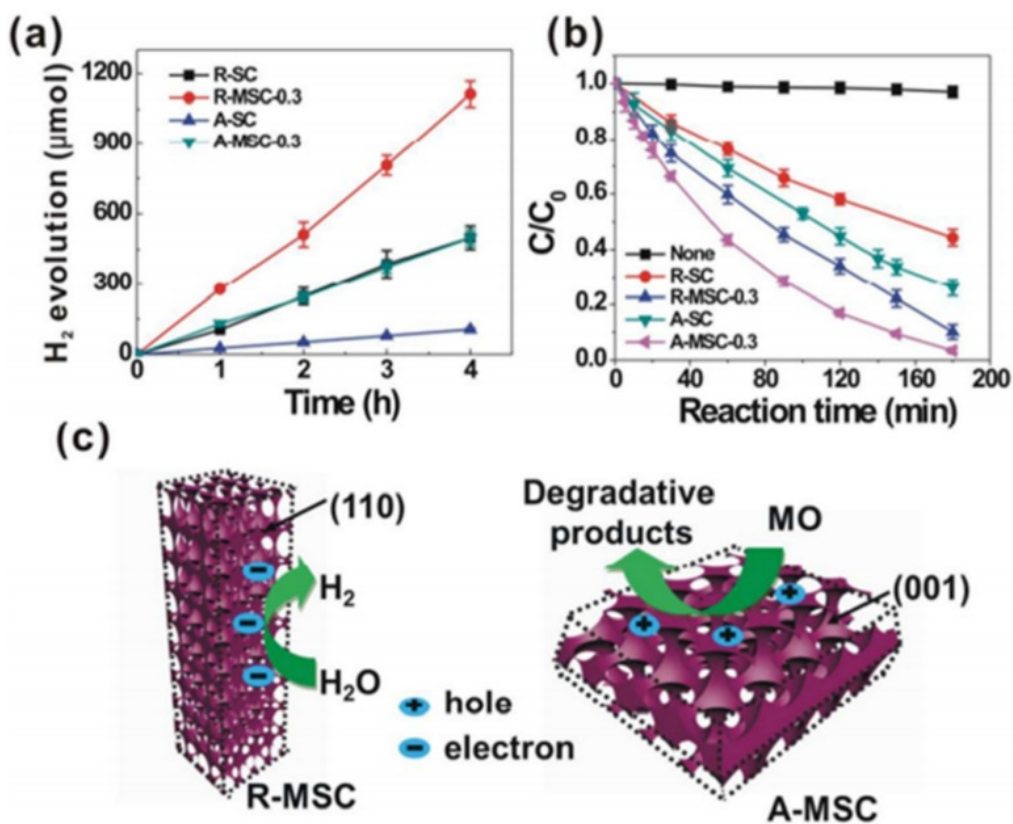 (a)
H₂ evolution (μmol)
1200
900
600
300
0
R-SC
R-MSC-0.3
A-SC
A-MSC-0.3
0 1 2 3 4
Time (h)
(b)
C/C₀
1.0
0.8
0.6
0.4
0.2
0.0
None
R-SC
R-MSC-0.3
A-SC
A-MSC-0.3
0 40 80 120 160 200
Reaction time (min)
(c)
(110)
H₂
H₂O
R-MSC
+ hole
− electron
Degradative
products
MO
(001)
A-MSC